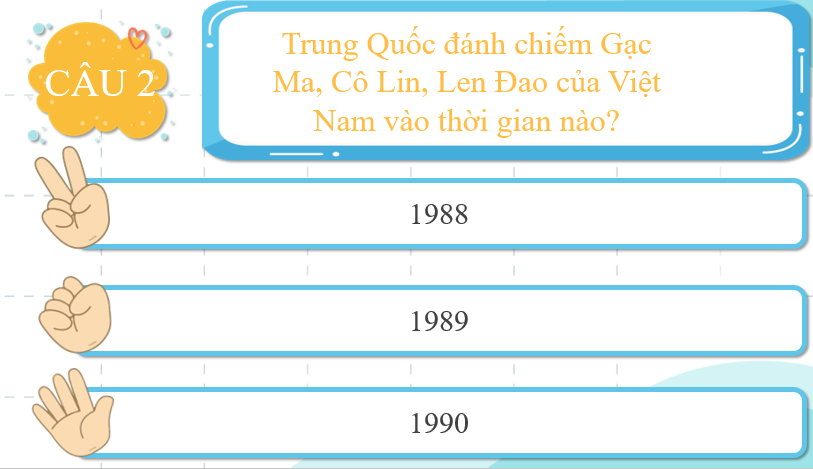 CÂU 2
Trung Quốc đánh chiếm Gạc
Ma, Cô Lin, Len Đao của Việt
Nam vào thời gian nào?
1988
1989
1990